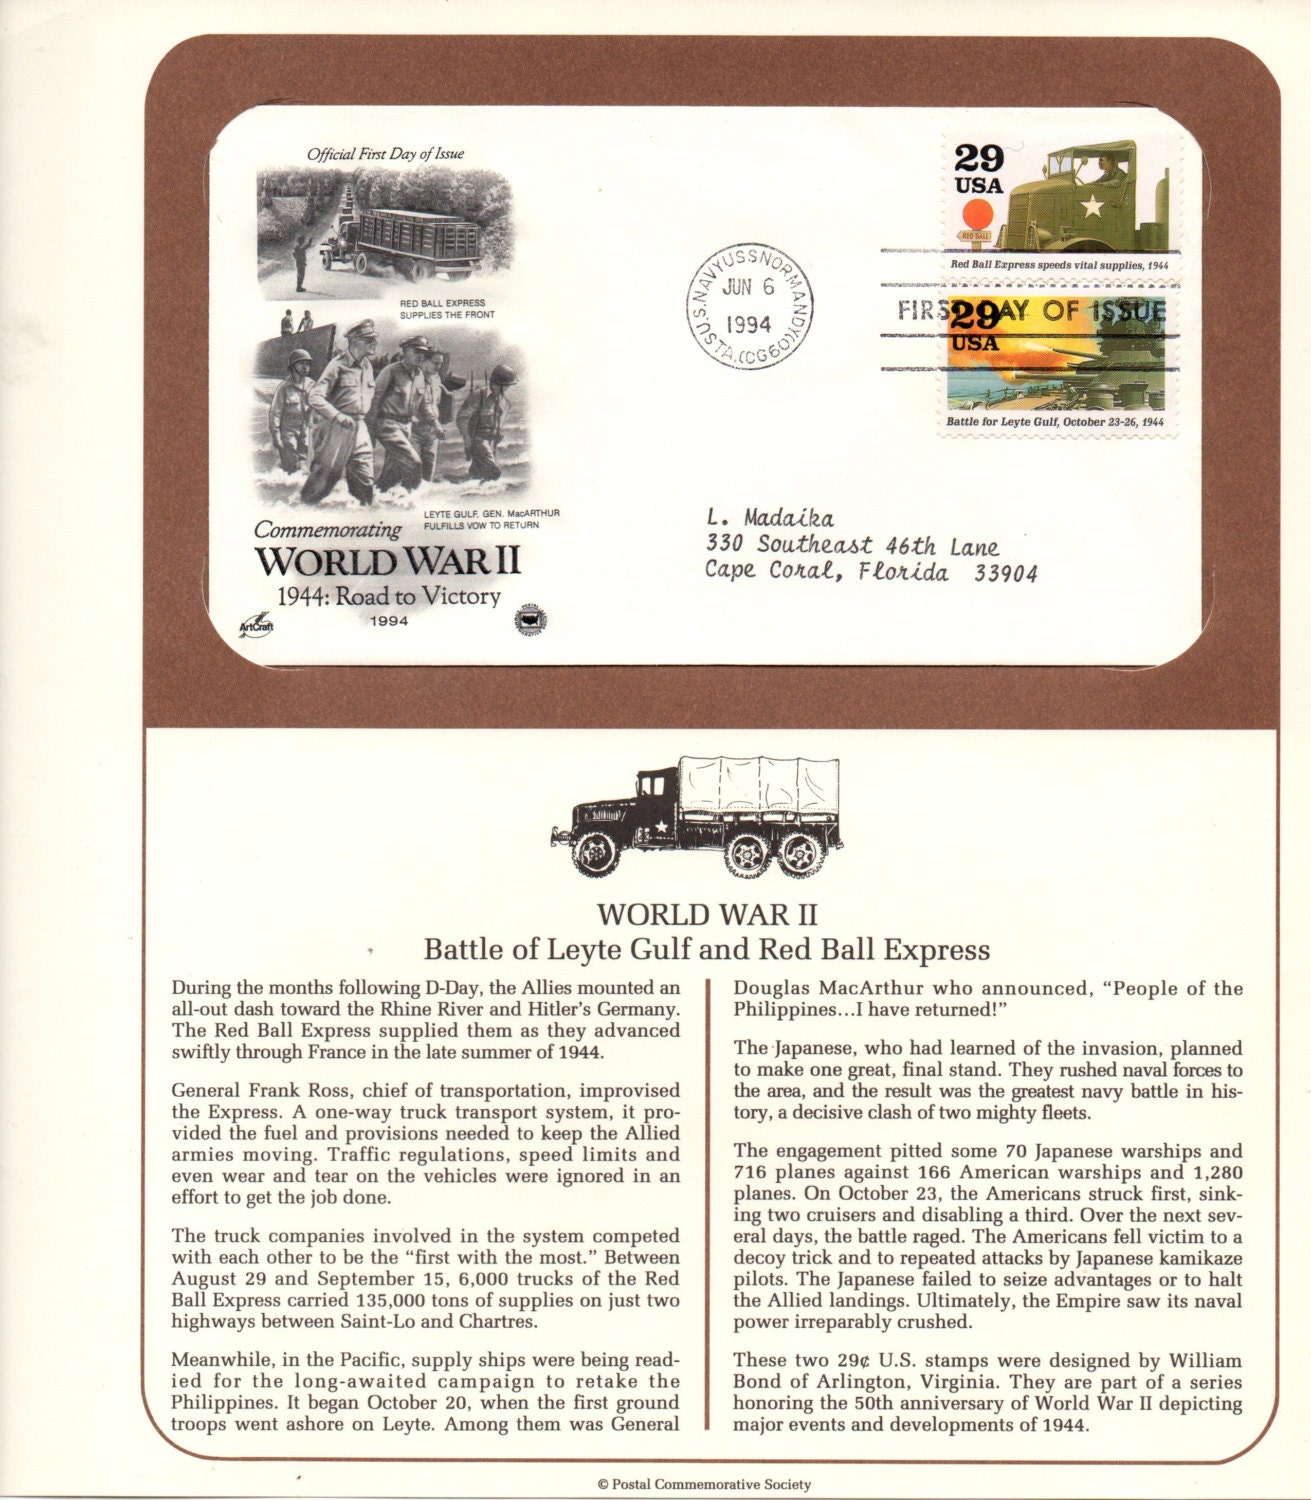 Official First Day of Issue
RED BALL EXPRESS
SUPPLIES THE FRONT
LEYTE GULF, GEN. MacARTHUR
FULFILLS VOW TO RETURN
Commemorating
WORLD WAR II
1944: Road to Victory
1994
ArtCraft
U.S. NAVY USS NORMANDY (CG60) USTA.
JUN 6
1994
29
USA
RED BALL
Red Ball Express speeds vital supplies, 1944
FIRST DAY OF ISSUE
29
USA
Battle for Leyte Gulf, October 23-26, 1944
L. Madaika
330 Southeast 46th Lane
Cape Coral, Florida 33904
WORLD WAR II
Battle of Leyte Gulf and Red Ball Express
During the months following D-Day, the Allies mounted an
all-out dash toward the Rhine River and Hitler's Germany.
The Red Ball Express supplied them as they advanced
swiftly through France in the late summer of 1944.
General Frank Ross, chief of transportation, improvised
the Express. A one-way truck transport system, it pro-
vided the fuel and provisions needed to keep the Allied
armies moving. Traffic regulations, speed limits and
even wear and tear on the vehicles were ignored in an
effort to get the job done.
The truck companies involved in the system competed
with each other to be the "first with the most." Between
August 29 and September 15, 6,000 trucks of the Red
Ball Express carried 135,000 tons of supplies on just two
highways between Saint-Lo and Chartres.
Meanwhile, in the Pacific, supply ships were being read-
ied for the long-awaited campaign to retake the
Philippines. It began October 20, when the first ground
troops went ashore on Leyte. Among them was General
Douglas MacArthur who announced, "People of the
Philippines...I have returned!"
The Japanese, who had learned of the invasion, planned
to make one great, final stand. They rushed naval forces to
the area, and the result was the greatest navy battle in his-
tory, a decisive clash of two mighty fleets.
The engagement pitted some 70 Japanese warships and
716 planes against 166 American warships and 1,280
planes. On October 23, the Americans struck first, sink-
ing two cruisers and disabling a third. Over the next sev-
eral days, the battle raged. The Americans fell victim to a
decoy trick and to repeated attacks by Japanese kamikaze
pilots. The Japanese failed to seize advantages or to halt
the Allied landings. Ultimately, the Empire saw its naval
power irreparably crushed.
These two 29¢ U.S. stamps were designed by William
Bond of Arlington, Virginia. They are part of a series
honoring the 50th anniversary of World War II depicting
major events and developments of 1944.
© Postal Commemorative Society